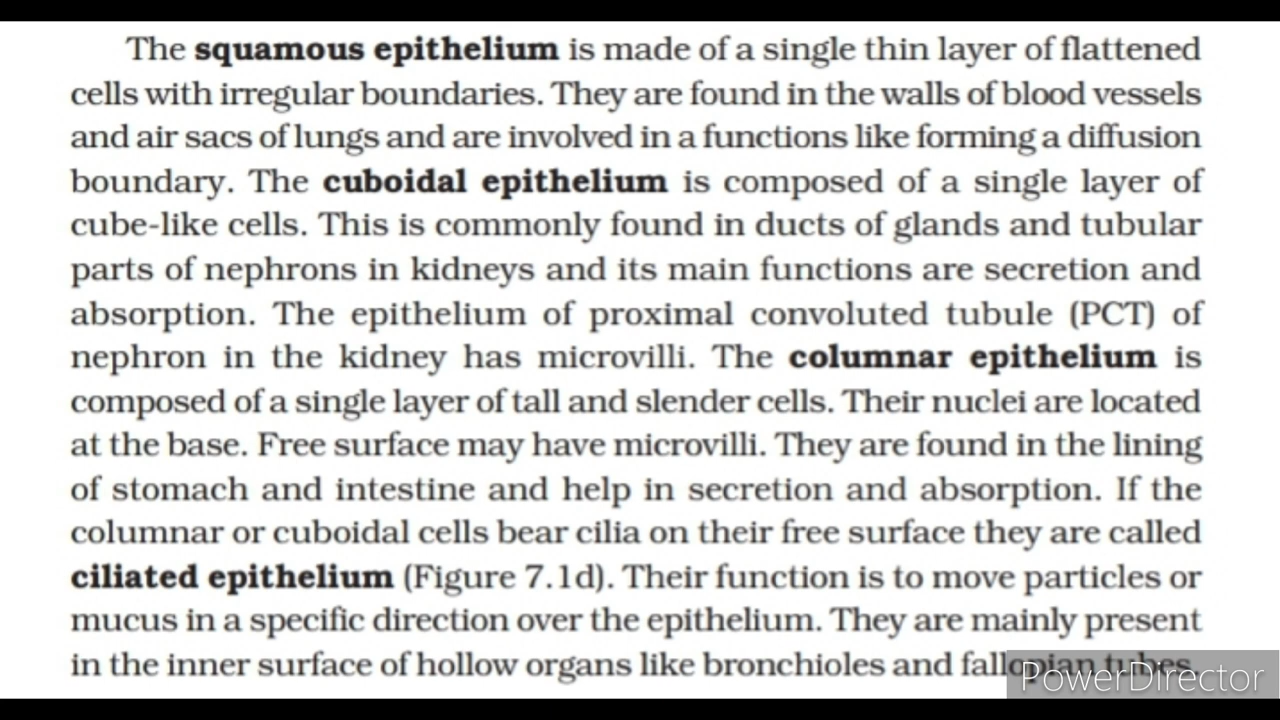 The squamous epithelium is made of a single thin layer of flattened
cells with irregular boundaries. They are found in the walls of blood vessels
and air sacs of lungs and are involved in a functions like forming a diffusion
boundary. The cuboidal epithelium is composed of a single layer of
cube-like cells. This is commonly found in ducts of glands and tubular
parts of nephrons in kidneys and its main functions are secretion and
absorption. The epithelium of proximal convoluted tubule (PCT) of
nephron in the kidney has microvilli. The columnar epithelium is
composed of a single layer of tall and slender cells. Their nuclei are located
at the base. Free surface may have microvilli. They are found in the lining
of stomach and intestine and help in secretion and absorption. If the
columnar or cuboidal cells bear cilia on their free surface they are called
ciliated epithelium (Figure 7.1d). Their function is to move particles or
mucus in a specific direction over the epithelium. They are mainly present
in the inner surface of hollow organs like bronchioles and fallopian tubes.
PowerDirector